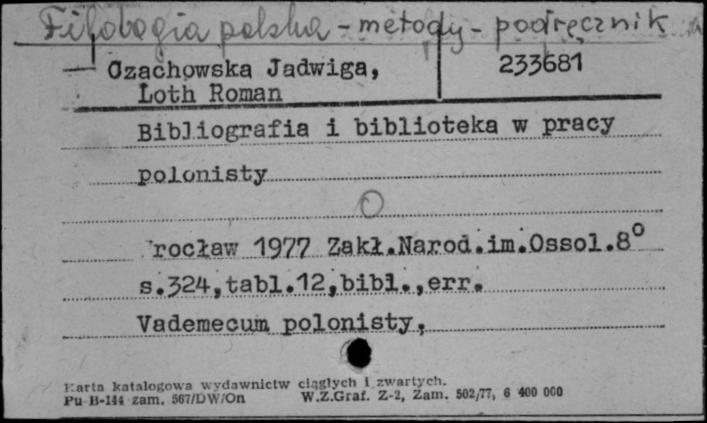 Filologia polska - metody - podręcznik
Czachowska Jadwiga, 233681
Loth Roman
Bibliografia i biblioteka w pracy
polonisty
rocław 1977 Zakł.Narod.im.Ossol.8°
s.324,tabl.12,bibl.,err.
Vademecum polonisty.
Karta katalogowa wydawnictw ciągłych i zwartych.
Pu B-144 zam. 567/DW/On W.Z.Graf. Z-2, Zam. 502/77, 6 400 000